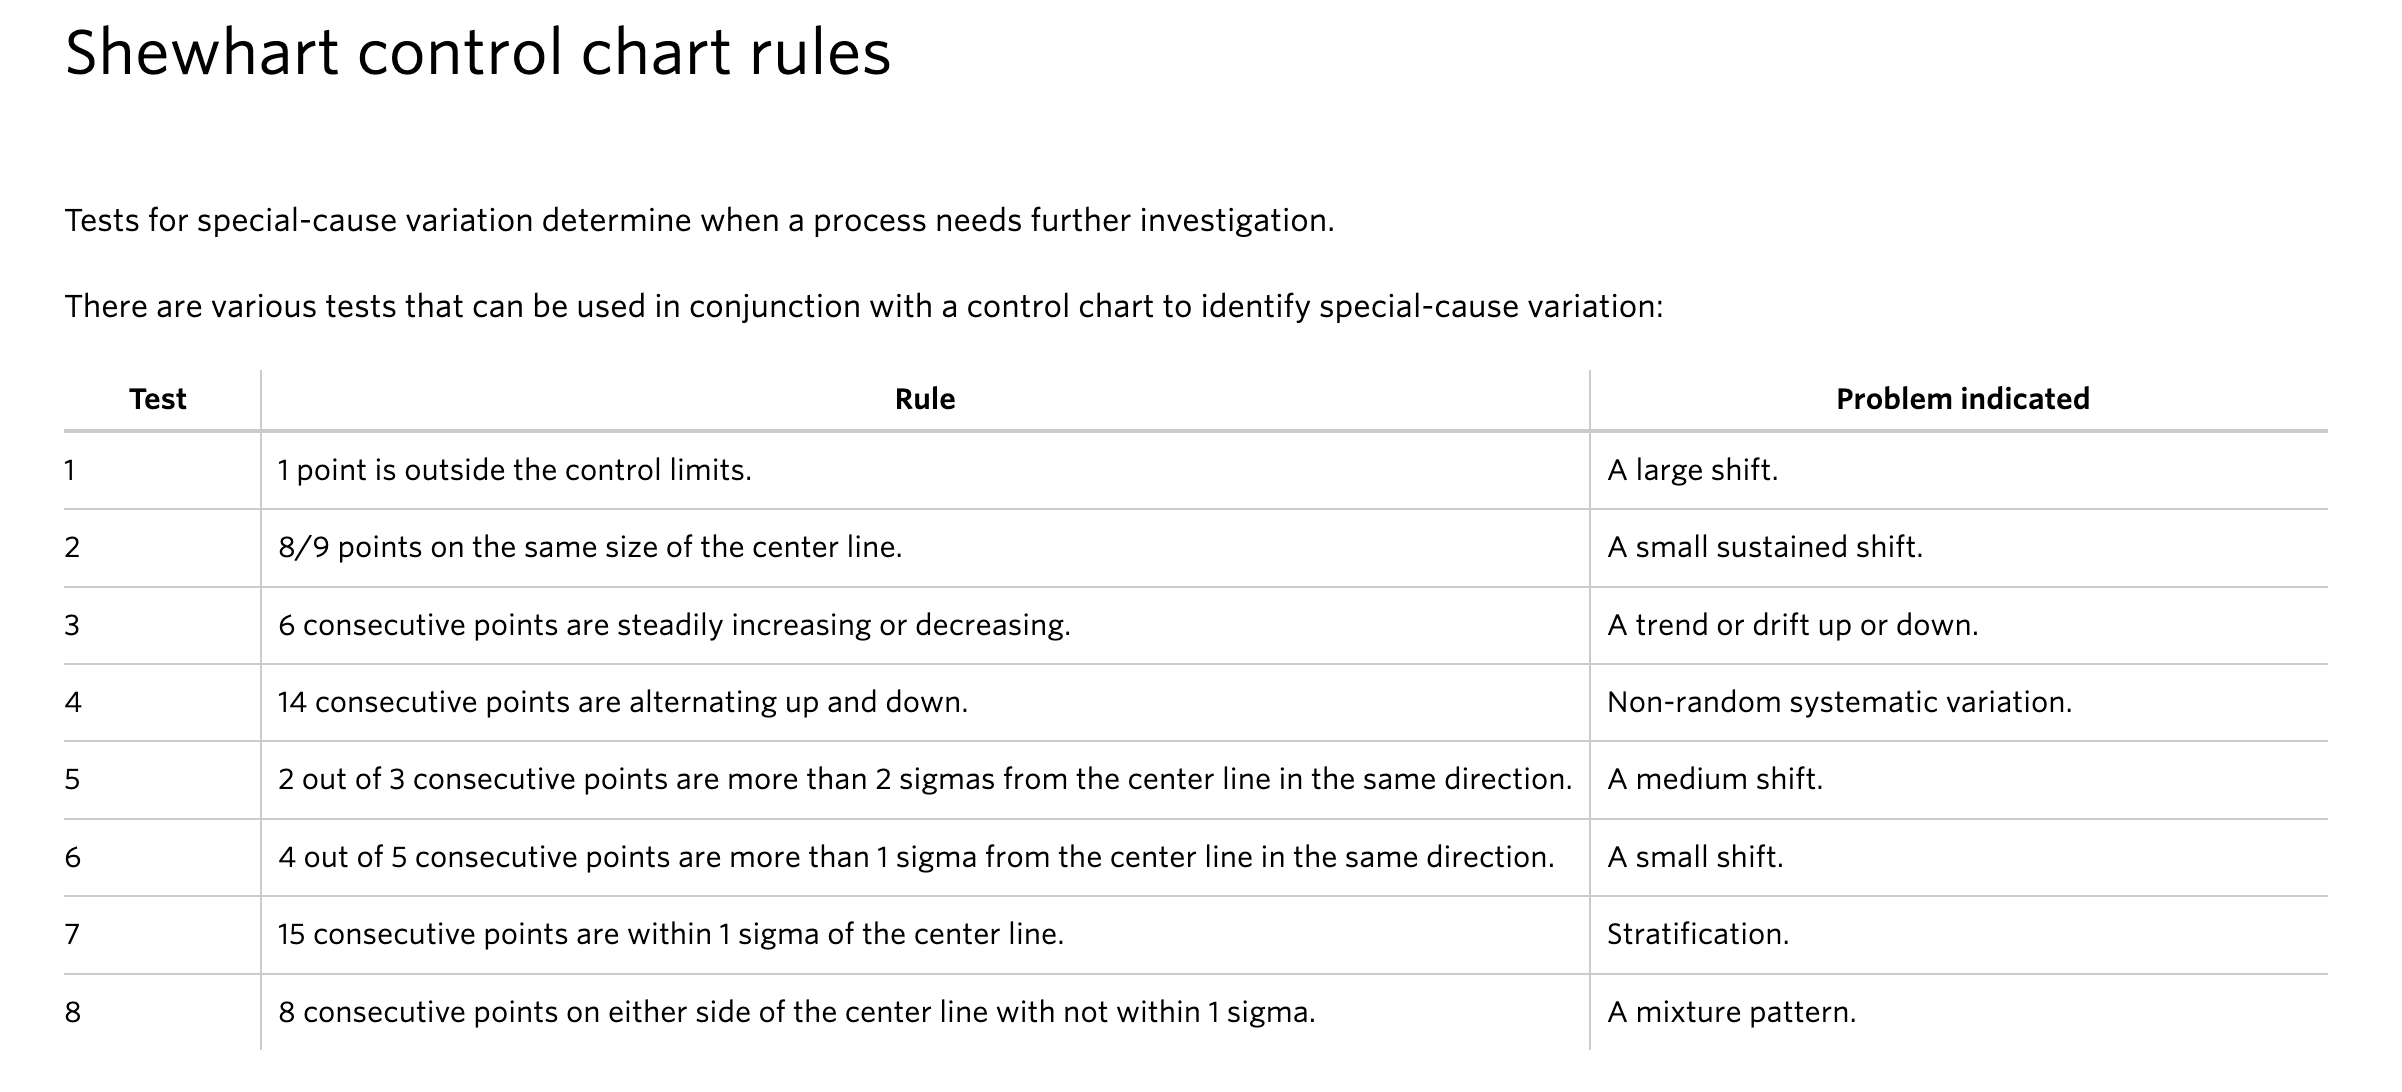 Shewhart control chart rules
Tests for special-cause variation determine when a process needs further investigation.
There are various tests that can be used in conjunction with a control chart to identify special-cause variation:
Test Rule Problem indicated
1 1 point is outside the control limits. A large shift.
2 8/9 points on the same size of the center line. A small sustained shift.
3 6 consecutive points are steadily increasing or decreasing. A trend or drift up or down.
4 14 consecutive points are alternating up and down. Non-random systematic variation.
5 2 out of 3 consecutive points are more than 2 sigmas from the center line in the same direction. A medium shift.
6 4 out of 5 consecutive points are more than 1 sigma from the center line in the same direction. A small shift.
7 15 consecutive points are within 1 sigma of the center line. Stratification.
8 8 consecutive points on either side of the center line with not within 1 sigma. A mixture pattern.